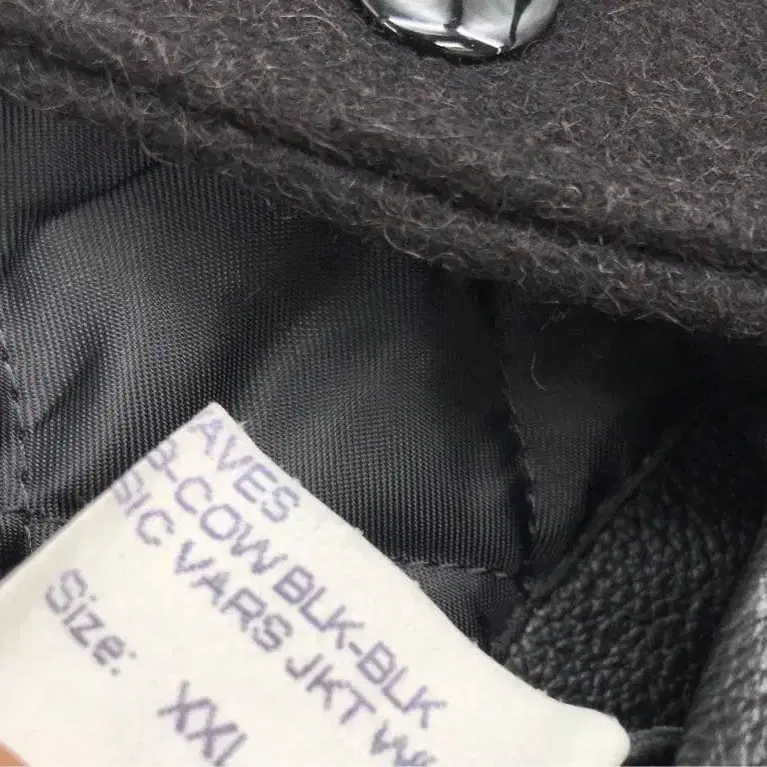 AVES
-COW BLK-BLK
SIC VARS JKT W
Size: XXL